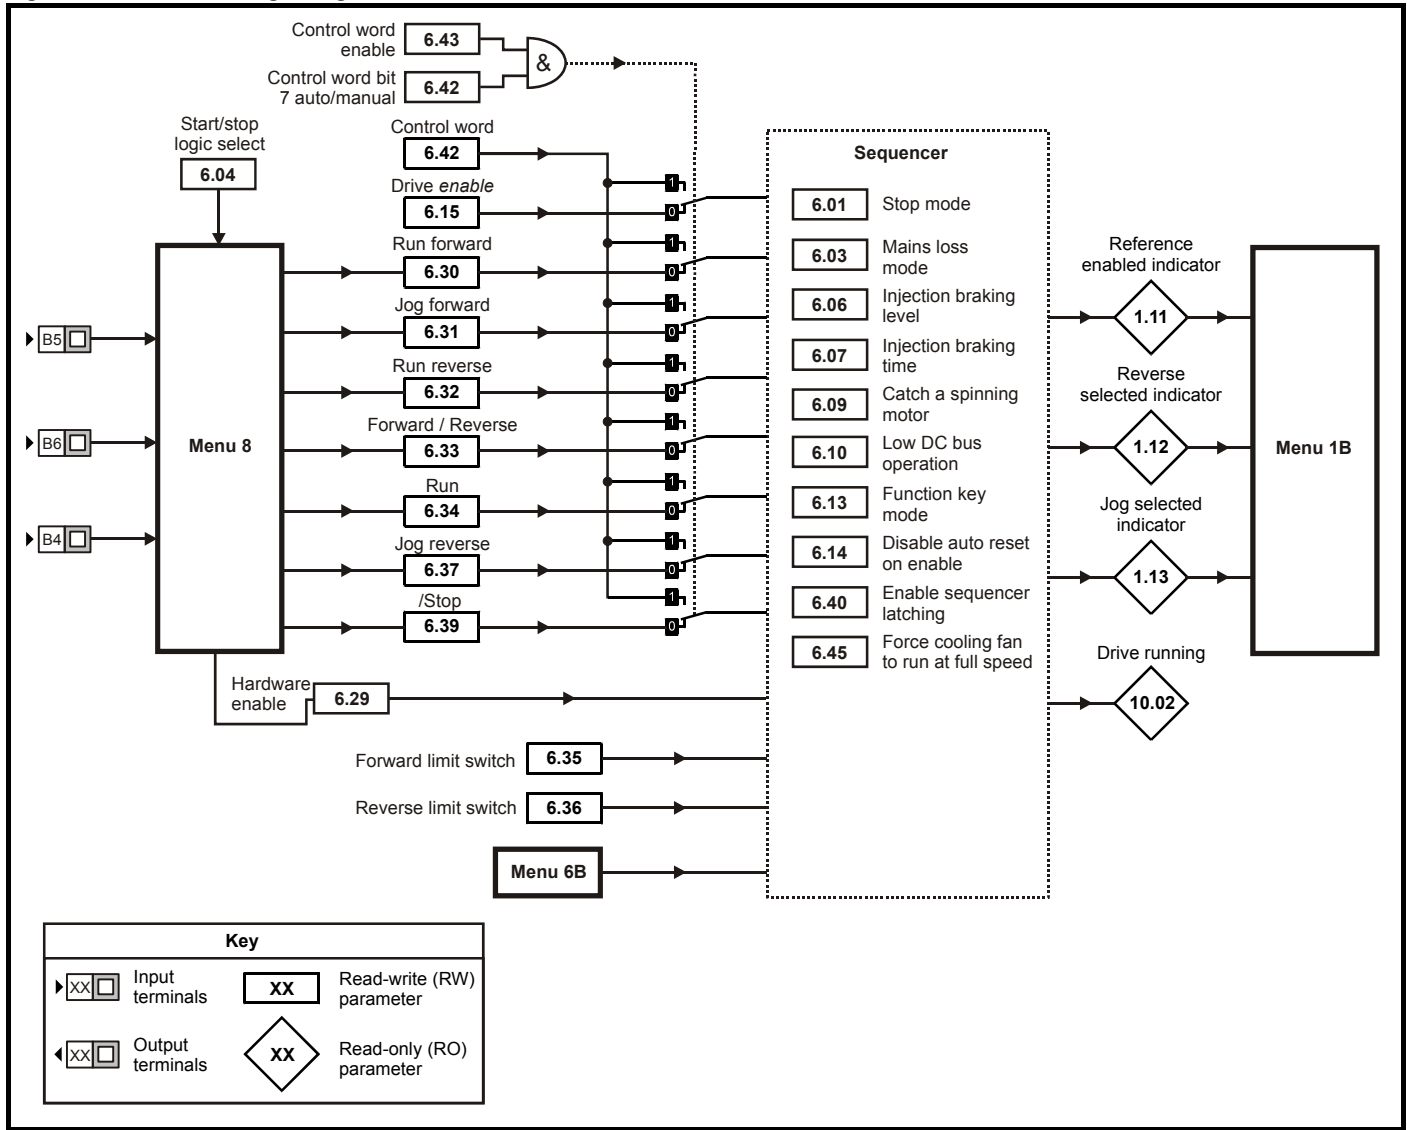 Control word
enable
6.43
&
Control word bit
7 auto/manual
6.42
Start/stop
logic select
6.04
Control word
6.42
Drive enable
6.15
Run forward
6.30
Jog forward
6.31
Run reverse
6.32
Forward / Reverse
6.33
Run
6.34
Jog reverse
6.37
/Stop
6.39
B5
B6
B4
Menu 8
1
0
1
0
1
0
1
0
1
0
1
0
1
0
1
0
Hardware
enable
6.29
Forward limit switch
6.35
Reverse limit switch
6.36
Menu 6B
Sequencer
6.01 Stop mode
6.03 Mains loss
mode
6.06 Injection braking
level
6.07 Injection braking
time
6.09 Catch a spinning
motor
6.10 Low DC bus
operation
6.13 Function key
mode
6.14 Disable auto reset
on enable
6.40 Enable sequencer
latching
6.45 Force cooling fan
to run at full speed
Reference
enabled indicator
1.11
Reverse
selected indicator
1.12
Jog selected
indicator
1.13
Drive running
10.02
Menu 1B
Key
XX
Input
terminals
XX
Read-write (RW)
parameter
XX
Output
terminals
XX
Read-only (RO)
parameter